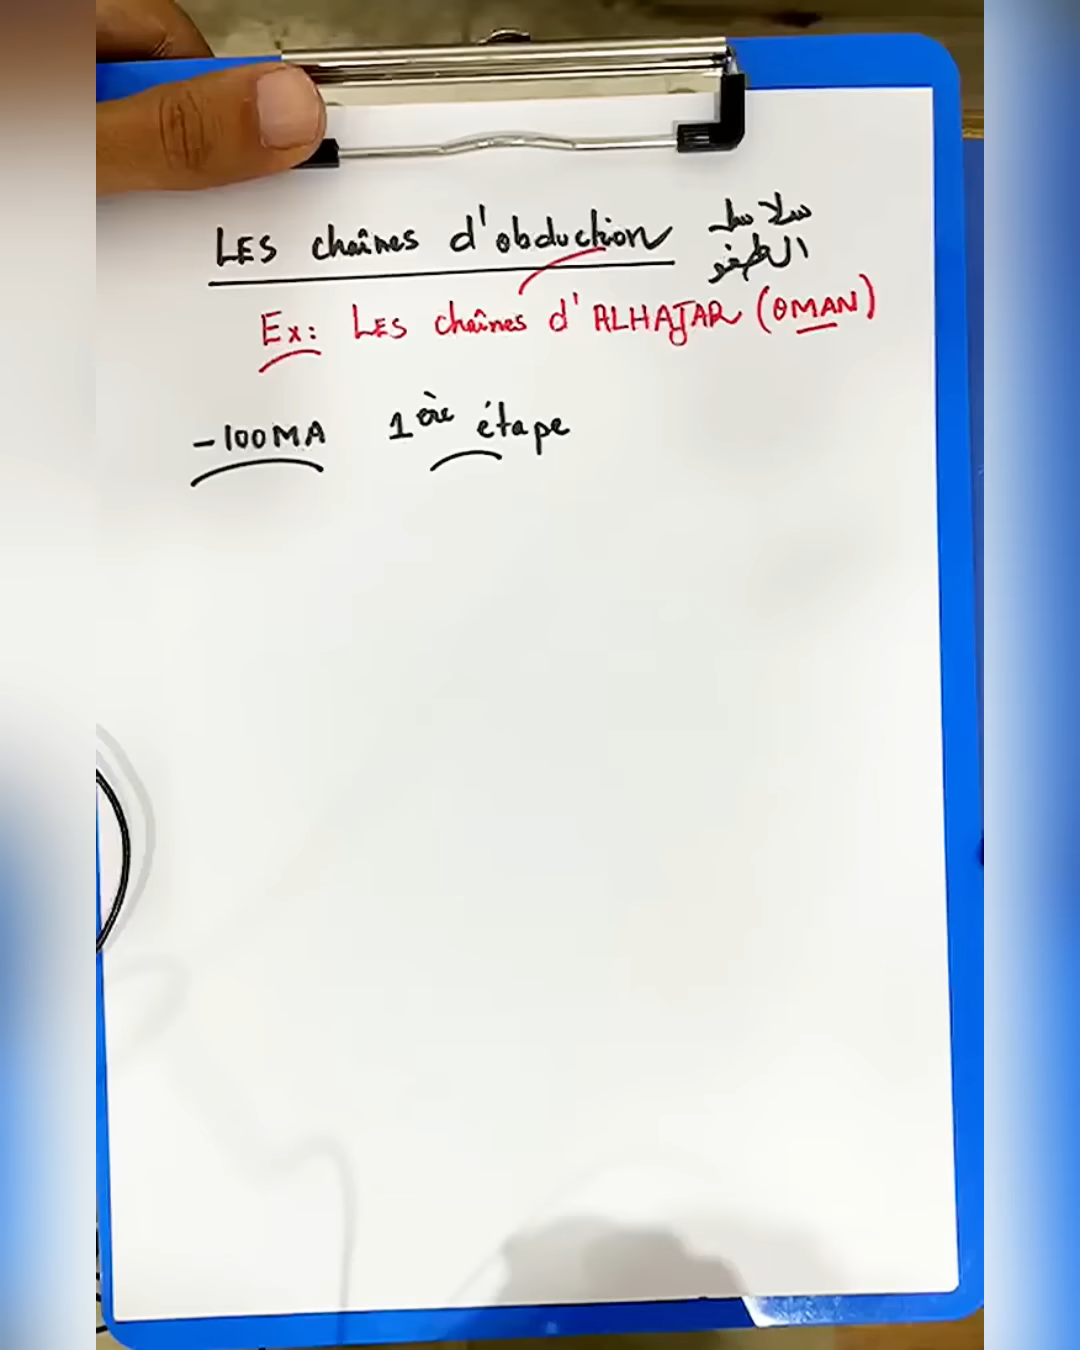 LES chaînes d'obduction سلاسل الطفو
Ex: LES chaînes d'ALHAJAR (OMAN)
-100MA 1ère étape